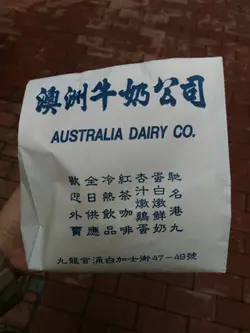 澳洲牛奶公司
AUSTRALIA DAIRY CO.
馳名港九
蛋白燉鮮奶
杏汁燉鷄蛋
紅茶咖啡
冷熱飲品
全日供應
歡迎外賣
九龍官涌白加士街47-49號